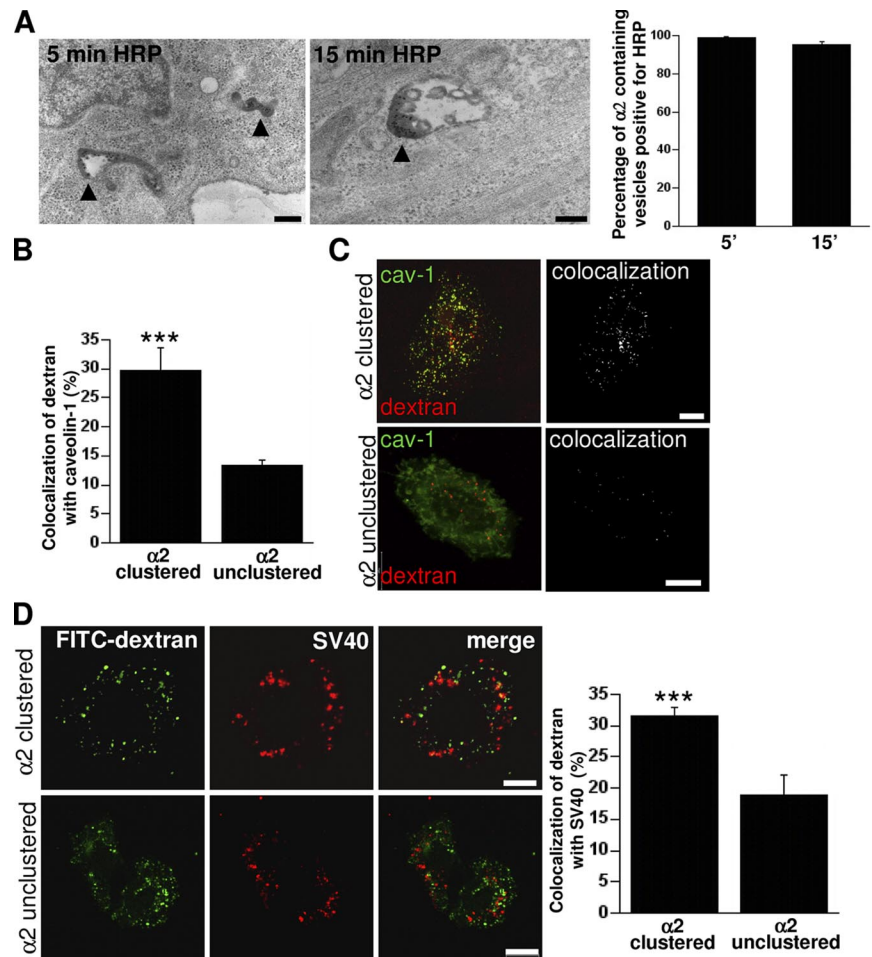 A
5 min HRP
15 min HRP
Percentage of α2 containing
vesicles positive for HRP
100
80
60
40
20
0
5’
15’
B
Colocalization of dextran
with caveolin-1 (%)
35
30
25
20
15
10
5
0
***
α2
clustered
α2
unclustered
C
α2 clustered
cav-1
dextran
colocalization
α2 unclustered
cav-1
dextran
colocalization
D
FITC-dextran
SV40
merge
α2 clustered
α2 unclustered
Colocalization of dextran
with SV40 (%)
35
30
25
20
15
10
5
0
***
α2
clustered
α2
unclustered